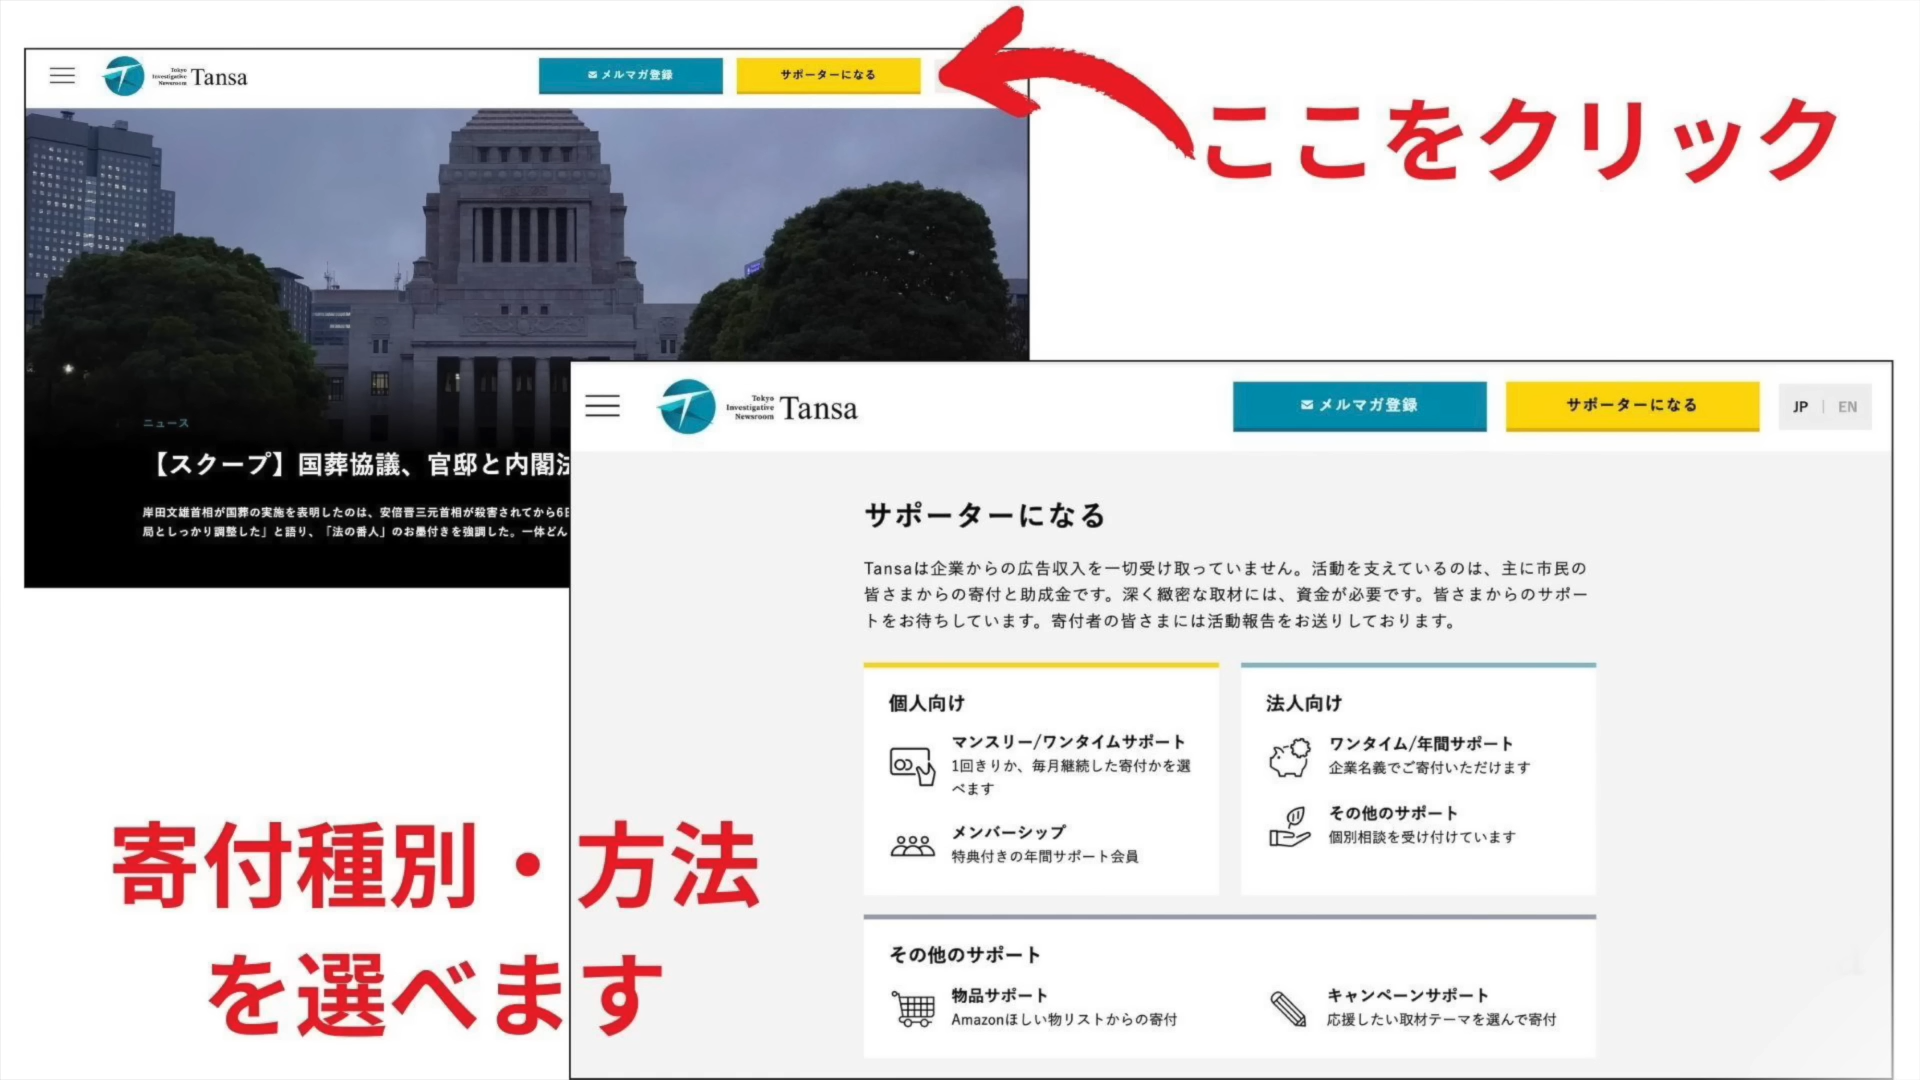 Tokyo
Investigative
Newsroom
Tansa
メルマガ登録
サポーターになる
ここをクリック
ニュース
【スクープ】国葬協議、官邸と内閣法
岸田文雄首相が国葬の実施を表明したのは、安倍晋三元首相が殺害されてから6日
局としっかり調整した」と語り、「法の番人」のお墨付きを強調した。一体どん
Tokyo
Investigative
Newsroom
Tansa
メルマガ登録
サポーターになる
JP | EN
サポーターになる
Tansaは企業からの広告収入を一切受け取っていません。活動を支えているのは、主に市民の
皆さまからの寄付と助成金です。深く緻密な取材には、資金が必要です。皆さまからのサポー
トをお待ちしています。寄付者の皆さまには活動報告をお送りしております。
個人向け
マンスリー/ワンタイムサポート
1回きりか、毎月継続した寄付かを選
べます
メンバーシップ
特典付きの年間サポート会員
法人向け
ワンタイム/年間サポート
企業名義でご寄付いただけます
その他のサポート
個別相談を受け付けています
その他のサポート
物品サポート
Amazonほしい物リストからの寄付
キャンペーンサポート
応援したい取材テーマを選んで寄付
寄付種別・方法
を選べます